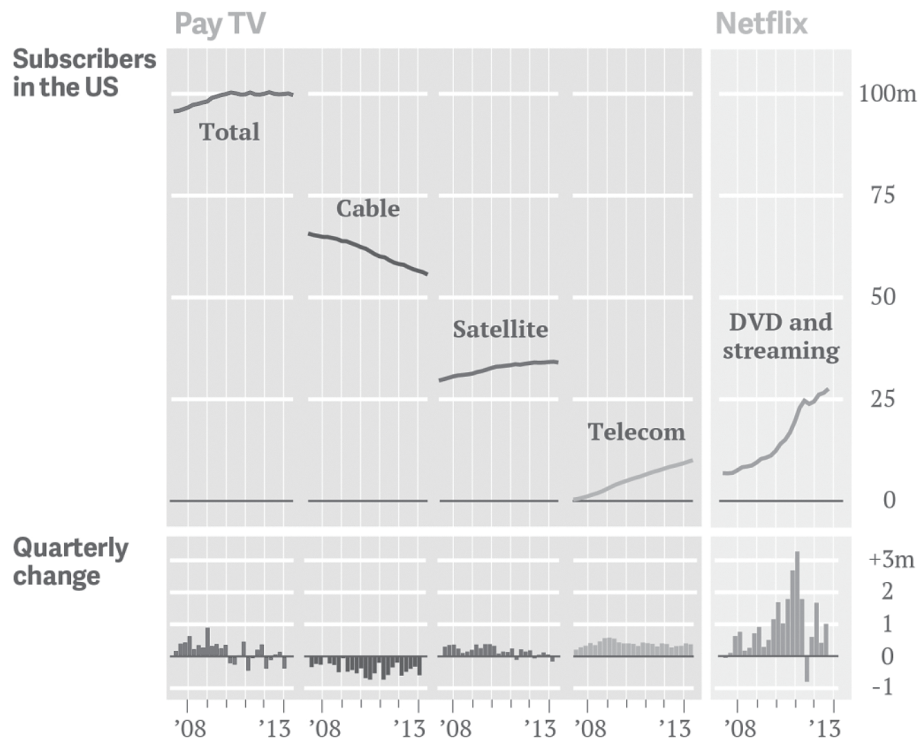 Pay TV
Netflix
Subscribers
in the US
100m
Total
75
Cable
50
Satellite
DVD and
streaming
25
Telecom
0
Quarterly
change
+3m
2
1
0
-1
’08 ’13 ’08 ’13 ’08 ’13 ’08 ’13 ’08 ’13